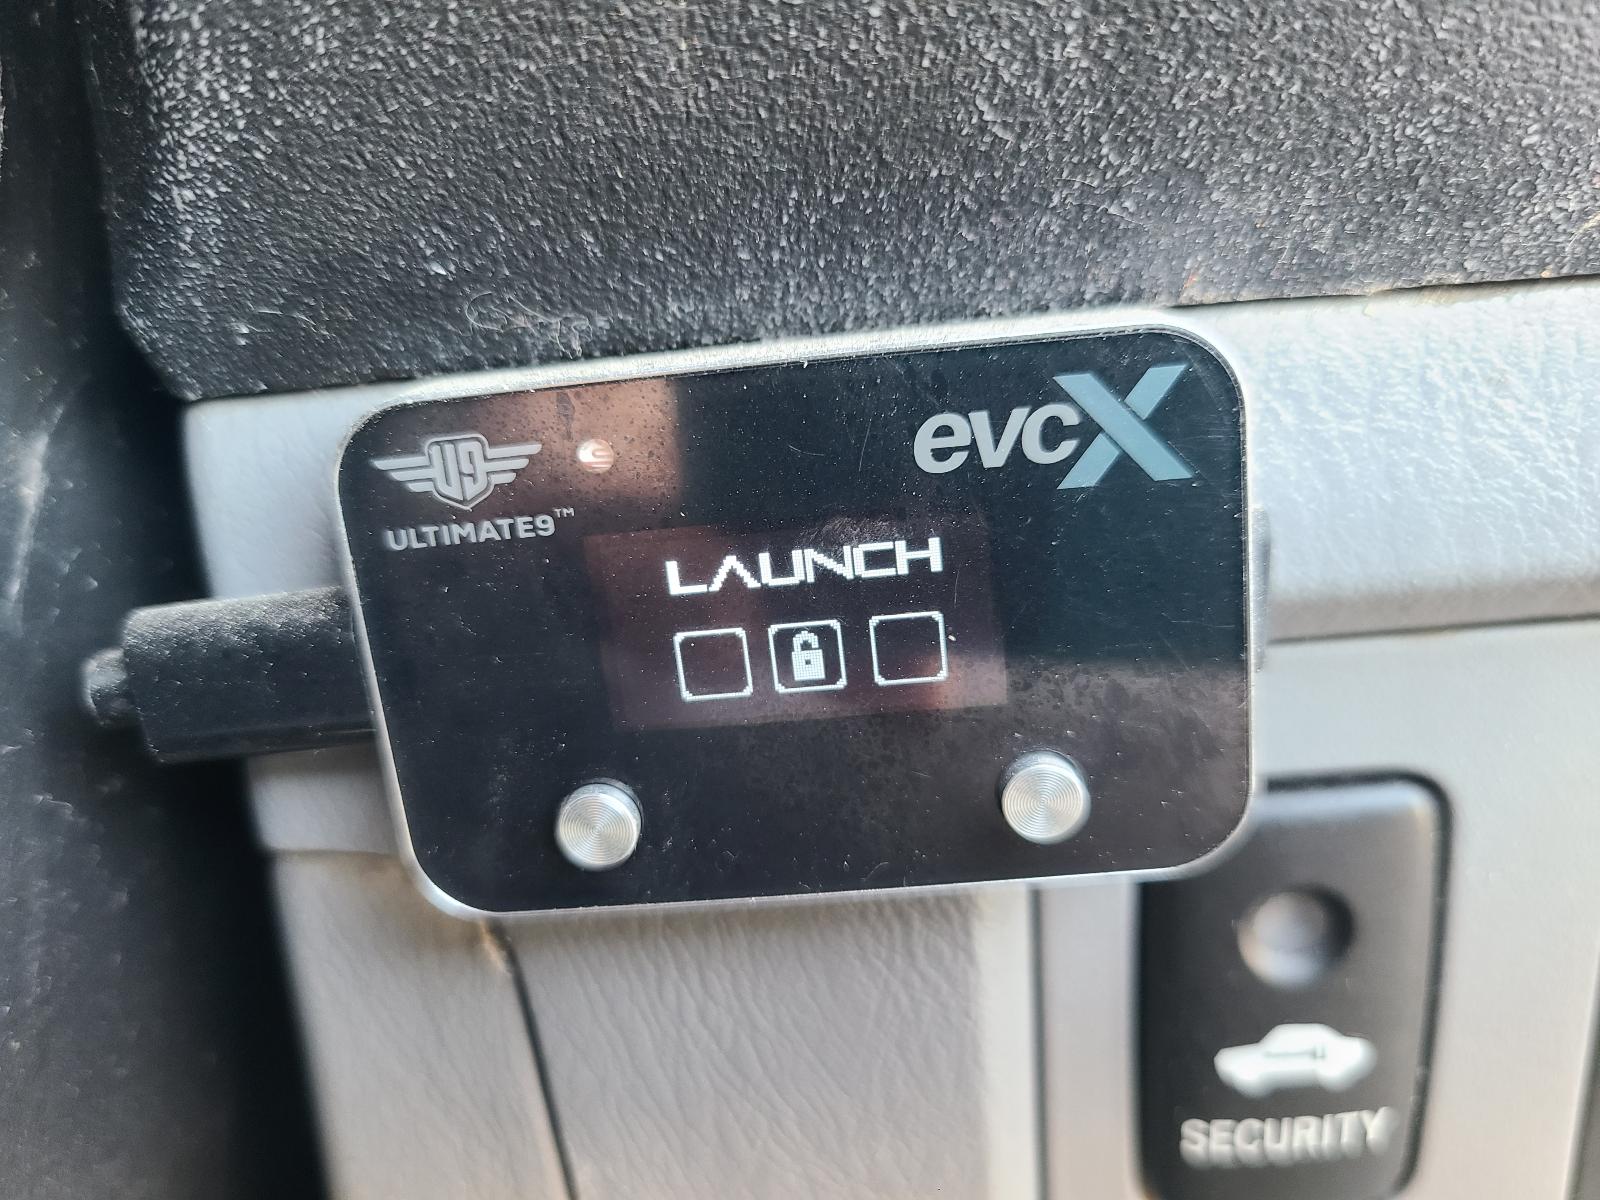 U9
ULTIMATE9™
evcX
LAUNCH
SECURITY